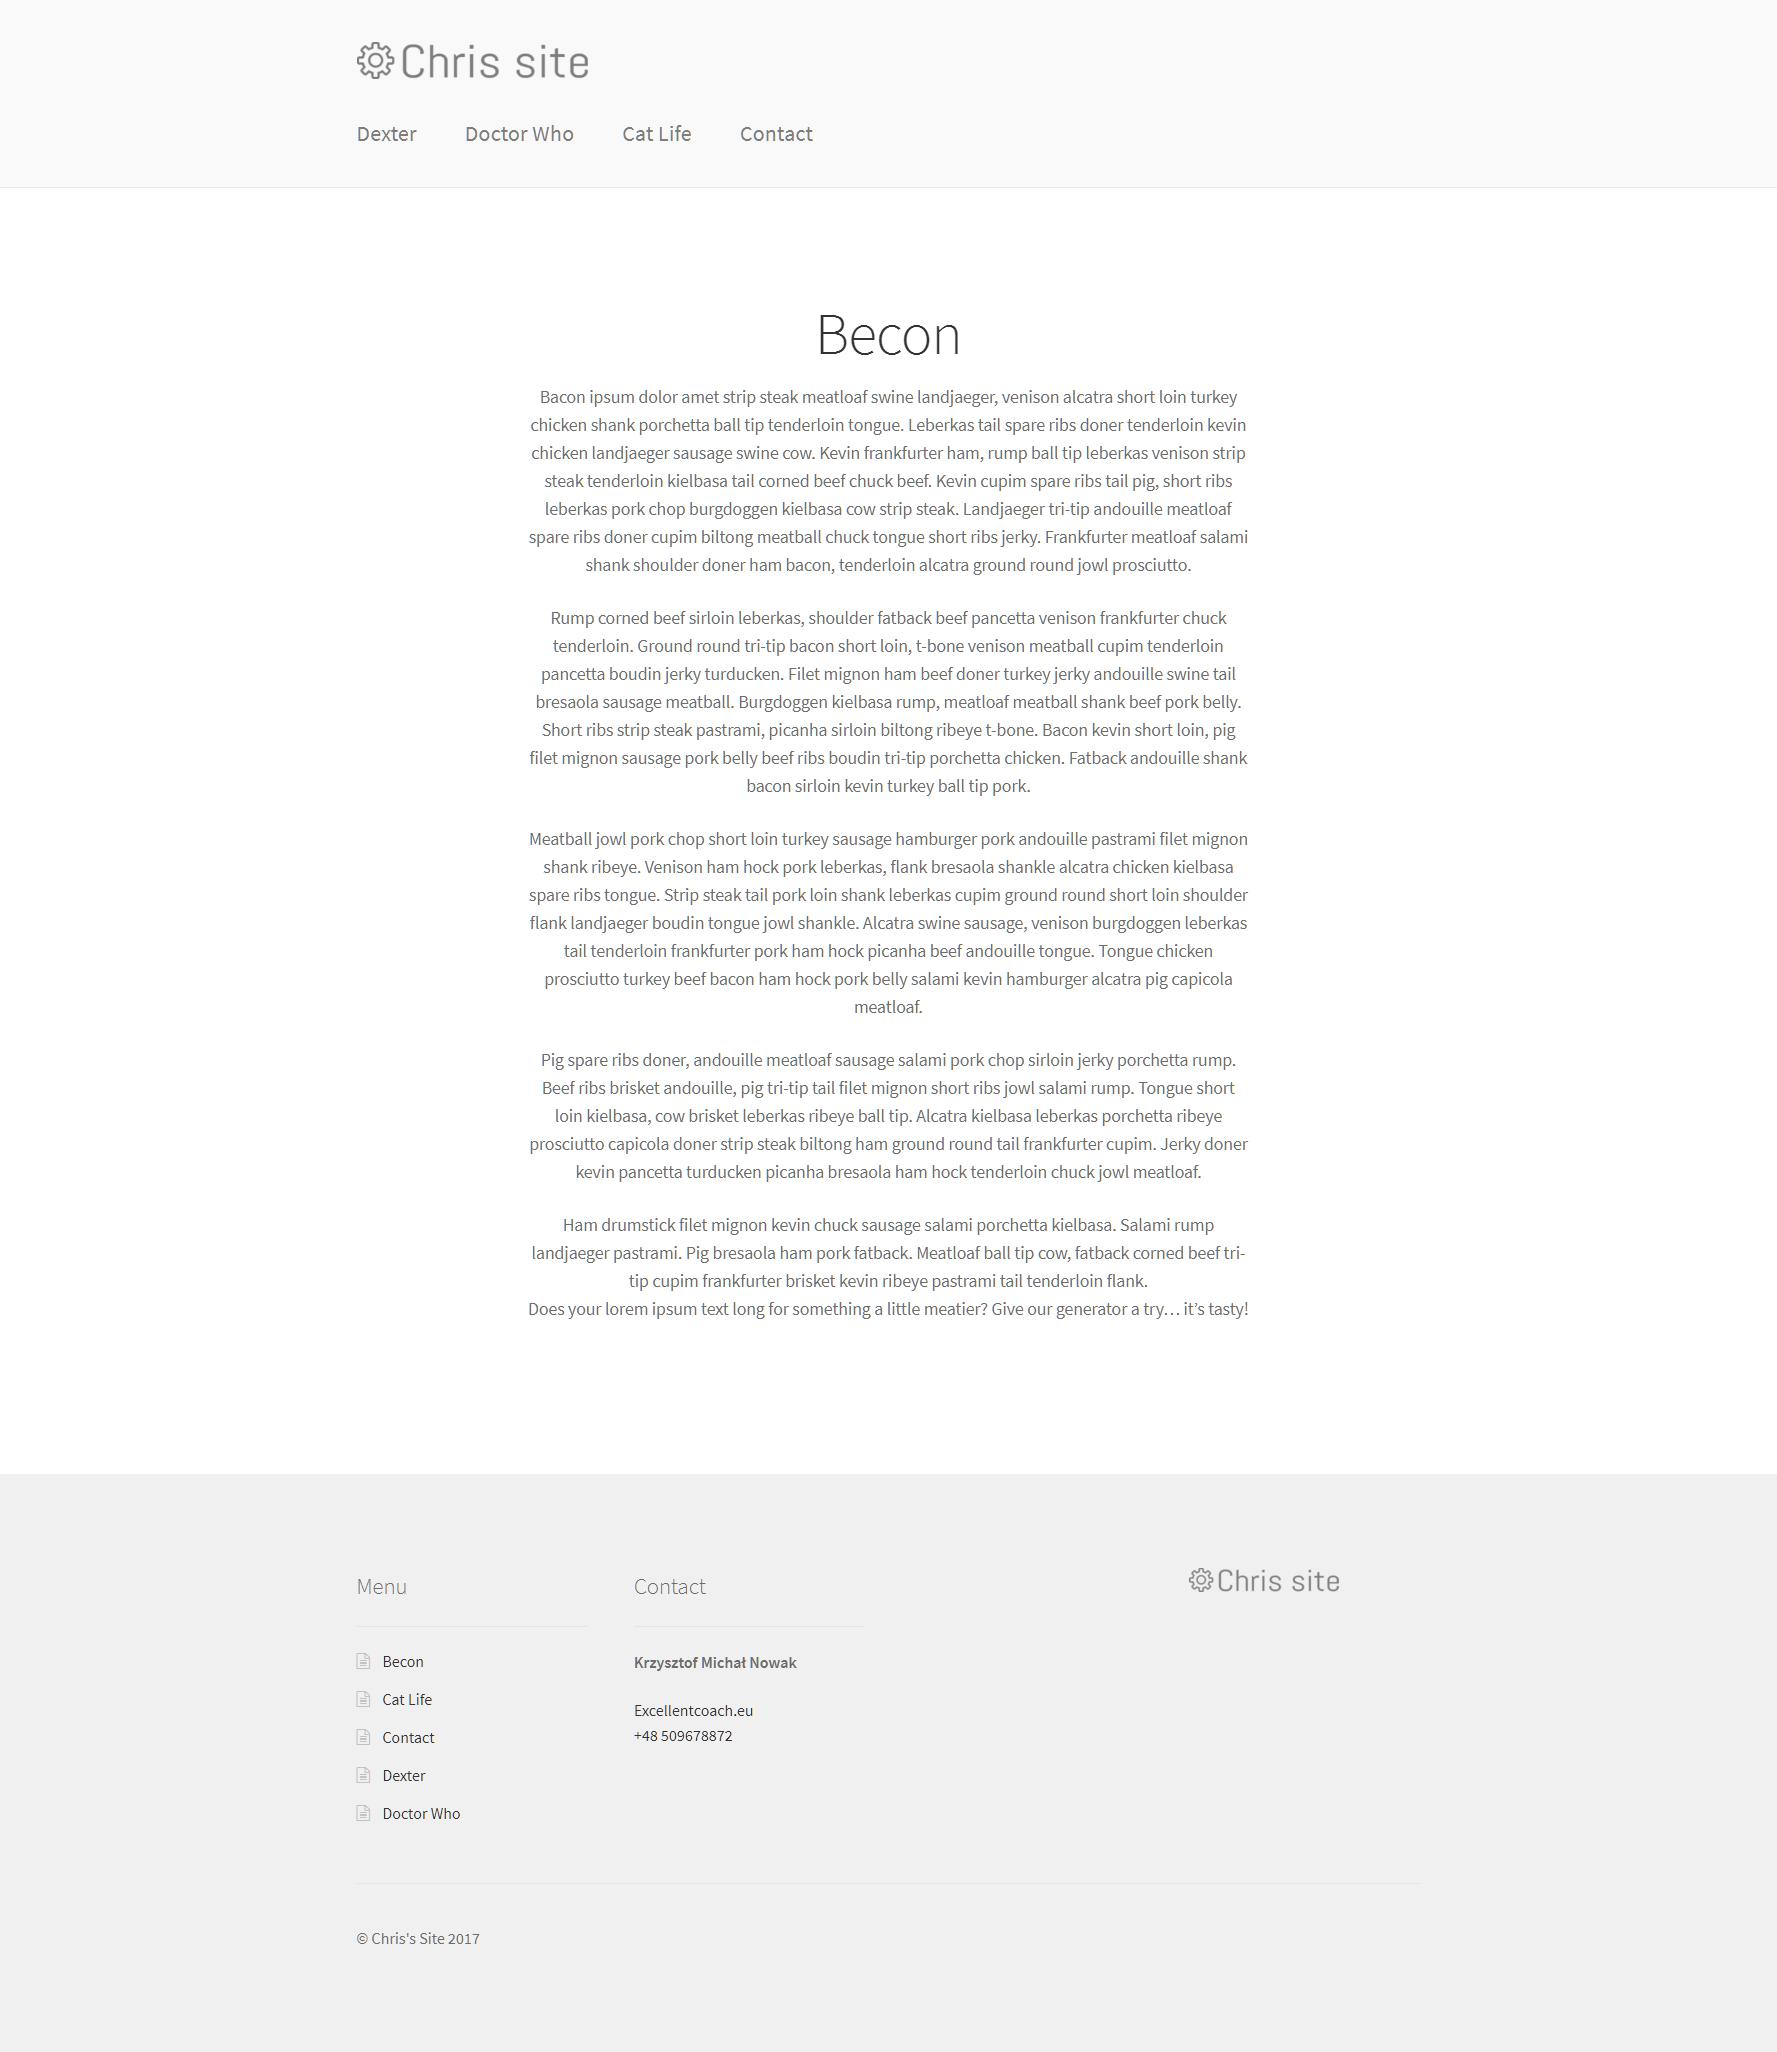 Chris site
Dexter Doctor Who Cat Life Contact
Becon
Bacon ipsum dolor amet strip steak meatloaf swine landjaeger, venison alcatra short loin turkey
chicken shank porchetta ball tip tenderloin tongue. Leberkas tail spare ribs doner tenderloin kevin
chicken landjaeger sausage swine cow. Kevin frankfurter ham, rump ball tip leberkas venison strip
steak tenderloin kielbasa tail corned beef chuck beef. Kevin cupim spare ribs tail pig, short ribs
leberkas pork chop burgdoggen kielbasa cow strip steak. Landjaeger tri-tip andouille meatloaf
spare ribs doner cupim biltong meatball chuck tongue short ribs jerky. Frankfurter meatloaf salami
shank shoulder doner ham bacon, tenderloin alcatra ground round jowl prosciutto.
Rump corned beef sirloin leberkas, shoulder fatback beef pancetta venison frankfurter chuck
tenderloin. Ground round tri-tip bacon short loin, t-bone venison meatball cupim tenderloin
pancetta boudin jerky turducken. Filet mignon ham beef doner turkey jerky andouille swine tail
bresaola sausage meatball. Burgdoggen kielbasa rump, meatloaf meatball shank beef pork belly.
Short ribs strip steak pastrami, picanha sirloin biltong ribeye t-bone. Bacon kevin short loin, pig
filet mignon sausage pork belly beef ribs boudin tri-tip porchetta chicken. Fatback andouille shank
bacon sirloin kevin turkey ball tip pork.
Meatball jowl pork chop short loin turkey sausage hamburger pork andouille pastrami filet mignon
shank ribeye. Venison ham hock pork leberkas, flank bresaola shankle alcatra chicken kielbasa
spare ribs tongue. Strip steak tail pork loin shank leberkas cupim ground round short loin shoulder
flank landjaeger boudin tongue jowl shankle. Alcatra swine sausage, venison burgdoggen leberkas
tail tenderloin frankfurter pork ham hock picanha beef andouille tongue. Tongue chicken
prosciutto turkey beef bacon ham hock pork belly salami kevin hamburger alcatra pig capicola
meatloaf.
Pig spare ribs doner, andouille meatloaf sausage salami pork chop sirloin jerky porchetta rump.
Beef ribs brisket andouille, pig tri-tip tail filet mignon short ribs jowl salami rump. Tongue short
loin kielbasa, cow brisket leberkas ribeye ball tip. Alcatra kielbasa leberkas porchetta ribeye
prosciutto capicola doner strip steak biltong ham ground round tail frankfurter cupim. Jerky doner
kevin pancetta turducken picanha bresaola ham hock tenderloin chuck jowl meatloaf.
Ham drumstick filet mignon kevin chuck sausage salami porchetta kielbasa. Salami rump
landjaeger pastrami. Pig bresaola ham pork fatback. Meatloaf ball tip cow, fatback corned beef tri-
tip cupim frankfurter brisket kevin ribeye pastrami tail tenderloin flank.
Does your lorem ipsum text long for something a little meatier? Give our generator a try… it’s tasty!
Menu
Becon
Cat Life
Contact
Dexter
Doctor Who
Contact
Krzysztof Michał Nowak
Excellentcoach.eu
+48 509678872
Chris site
© Chris's Site 2017